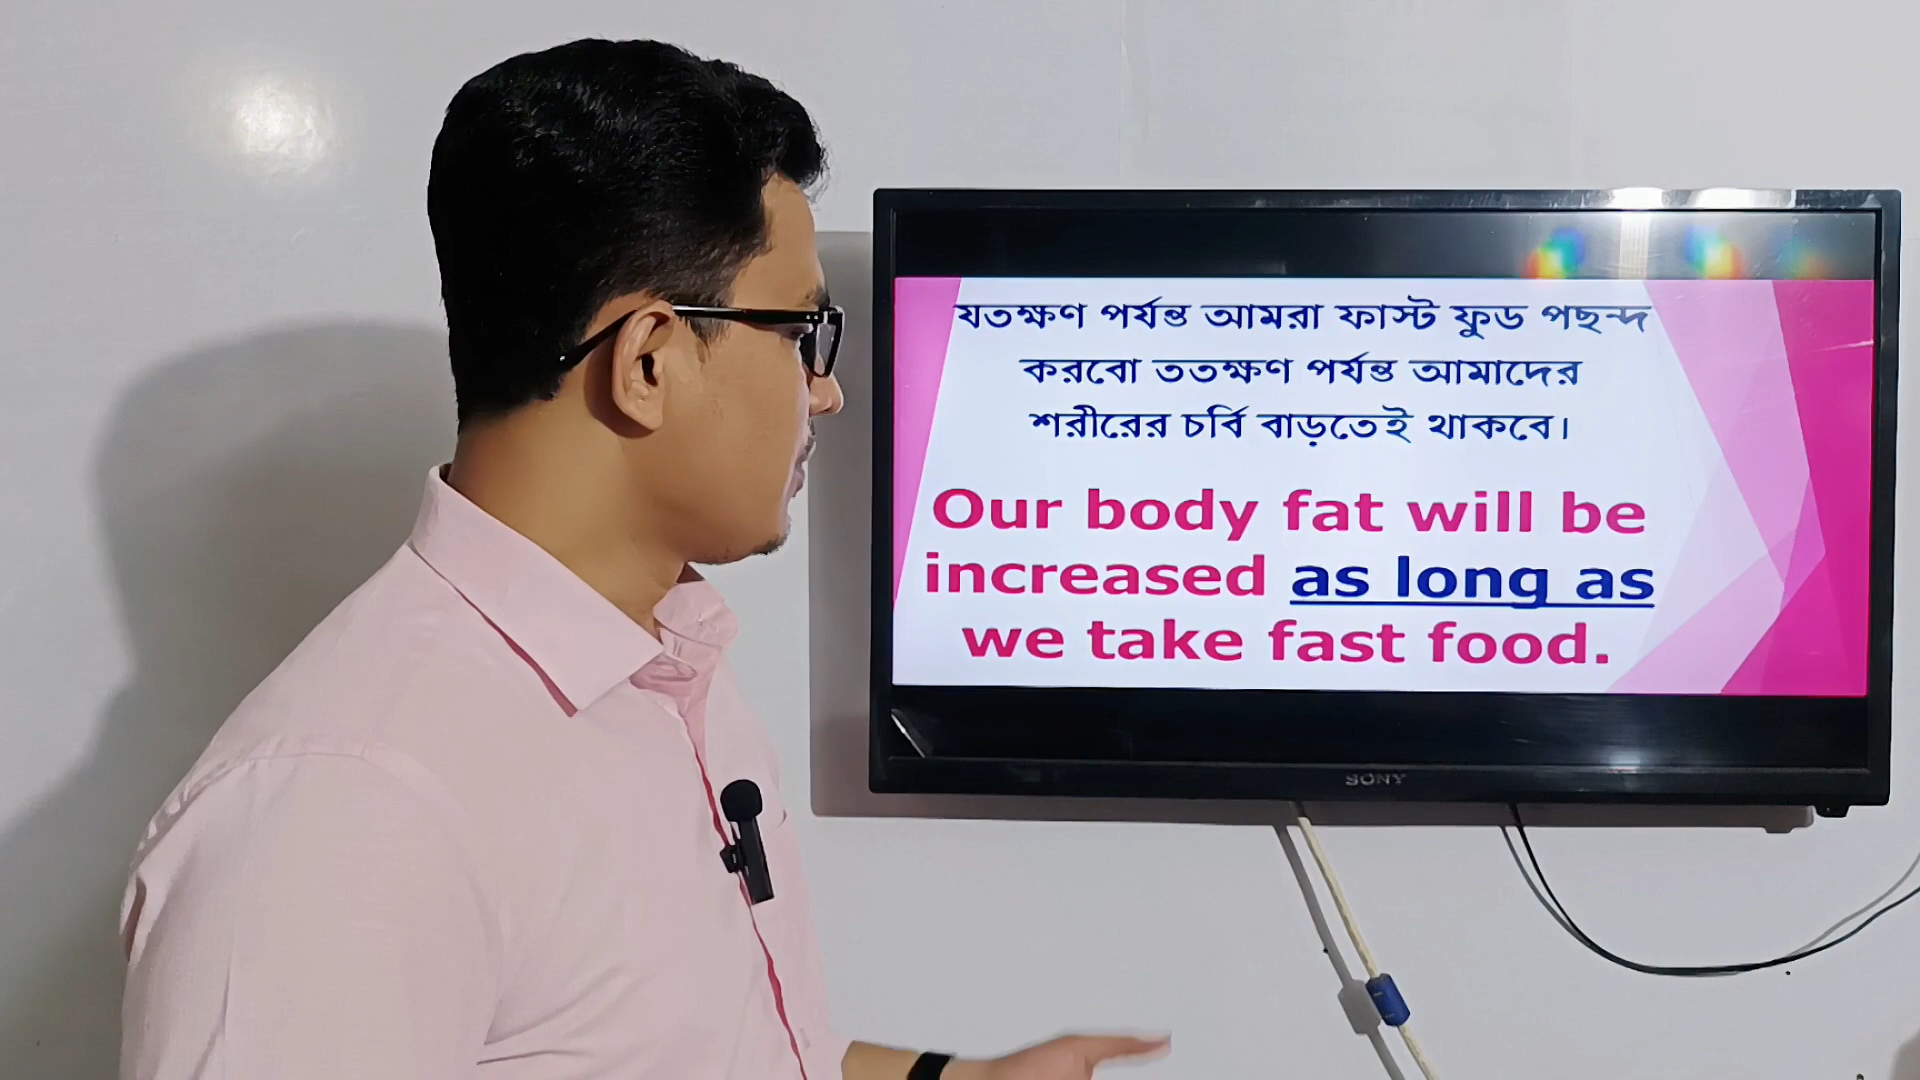 যতক্ষণ পর্যন্ত আমরা ফাস্ট ফুড পছন্দ
করবো ততক্ষণ পর্যন্ত আমাদের
শরীরের চর্বি বাড়তেই থাকবে।
Our body fat will be
increased as long as
we take fast food.
SONY